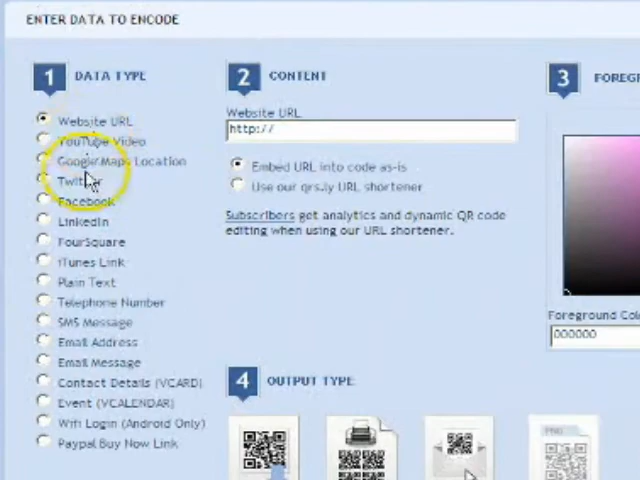 ENTER DATA TO ENCODE
1 DATA TYPE
Website URL
YouTube Video
Google Maps Location
Twitter
Facebook
LinkedIn
FourSquare
iTunes Link
Plain Text
Telephone Number
SMS Message
Email Address
Email Message
Contact Details (VCARD)
Event (VCALENDAR)
Wifi Login (Android Only)
Paypal Buy Now Link
2 CONTENT
Website URL
http://
Embed URL into code as-is
Use our qrs.ly URL shortener
Subscribers get analytics and dynamic QR code
editing when using our URL shortener.
3 FOREGR
Foreground Col
000000
4 OUTPUT TYPE
PNG